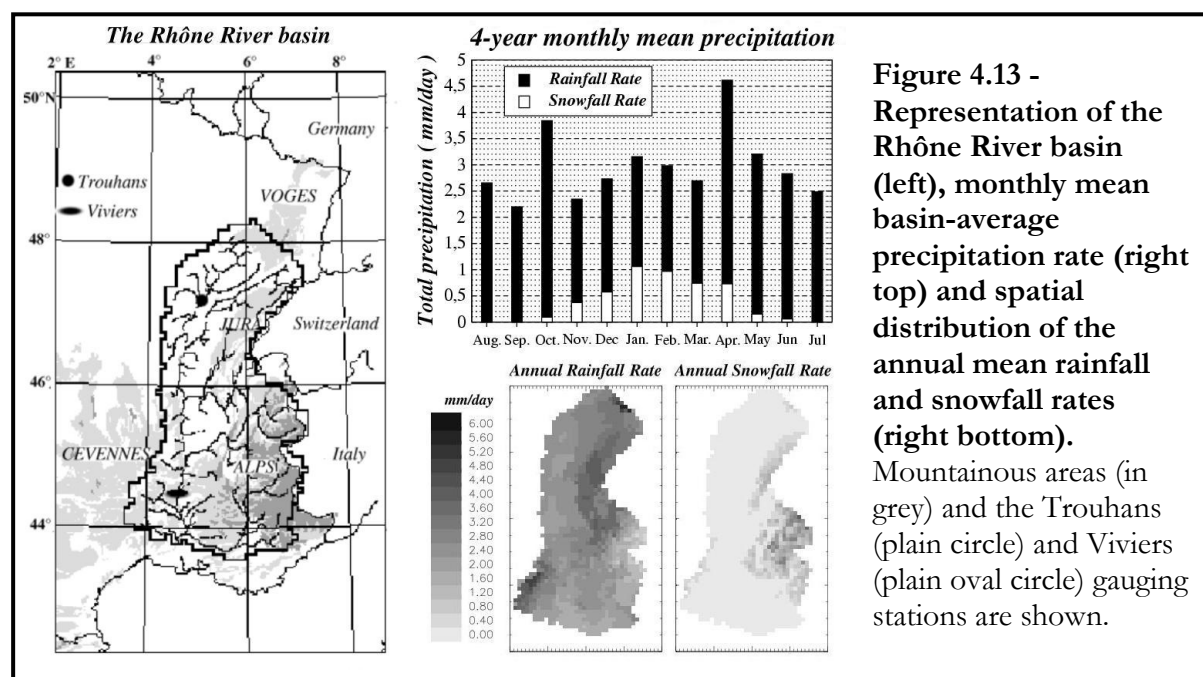 The Rhône River basin
2° E
4°
6°
8°
50°N
Germany
Trouhans
VOGES
Viviers
48°
JURA
Switzerland
46°
CEVENNES
ALPS
Italy
44°
4-year monthly mean precipitation
Total precipitation ( mm/day )
5
4,5
4
3,5
3
2,5
2
1,5
1
0,5
0
Rainfall Rate
Snowfall Rate
Aug. Sep. Oct. Nov. Dec Jan. Feb. Mar. Apr. May Jun Jul
Annual Rainfall Rate
Annual Snowfall Rate
mm/day
6.00
5.60
5.20
4.80
4.40
4.00
3.60
3.20
2.80
2.40
2.00
1.60
1.20
0.80
0.40
0.00
Figure 4.13 -
Representation of the
Rhône River basin
(left), monthly mean
basin-average
precipitation rate (right
top) and spatial
distribution of the
annual mean rainfall
and snowfall rates
(right bottom).
Mountainous areas (in
grey) and the Trouhans
(plain circle) and Viviers
(plain oval circle) gauging
stations are shown.